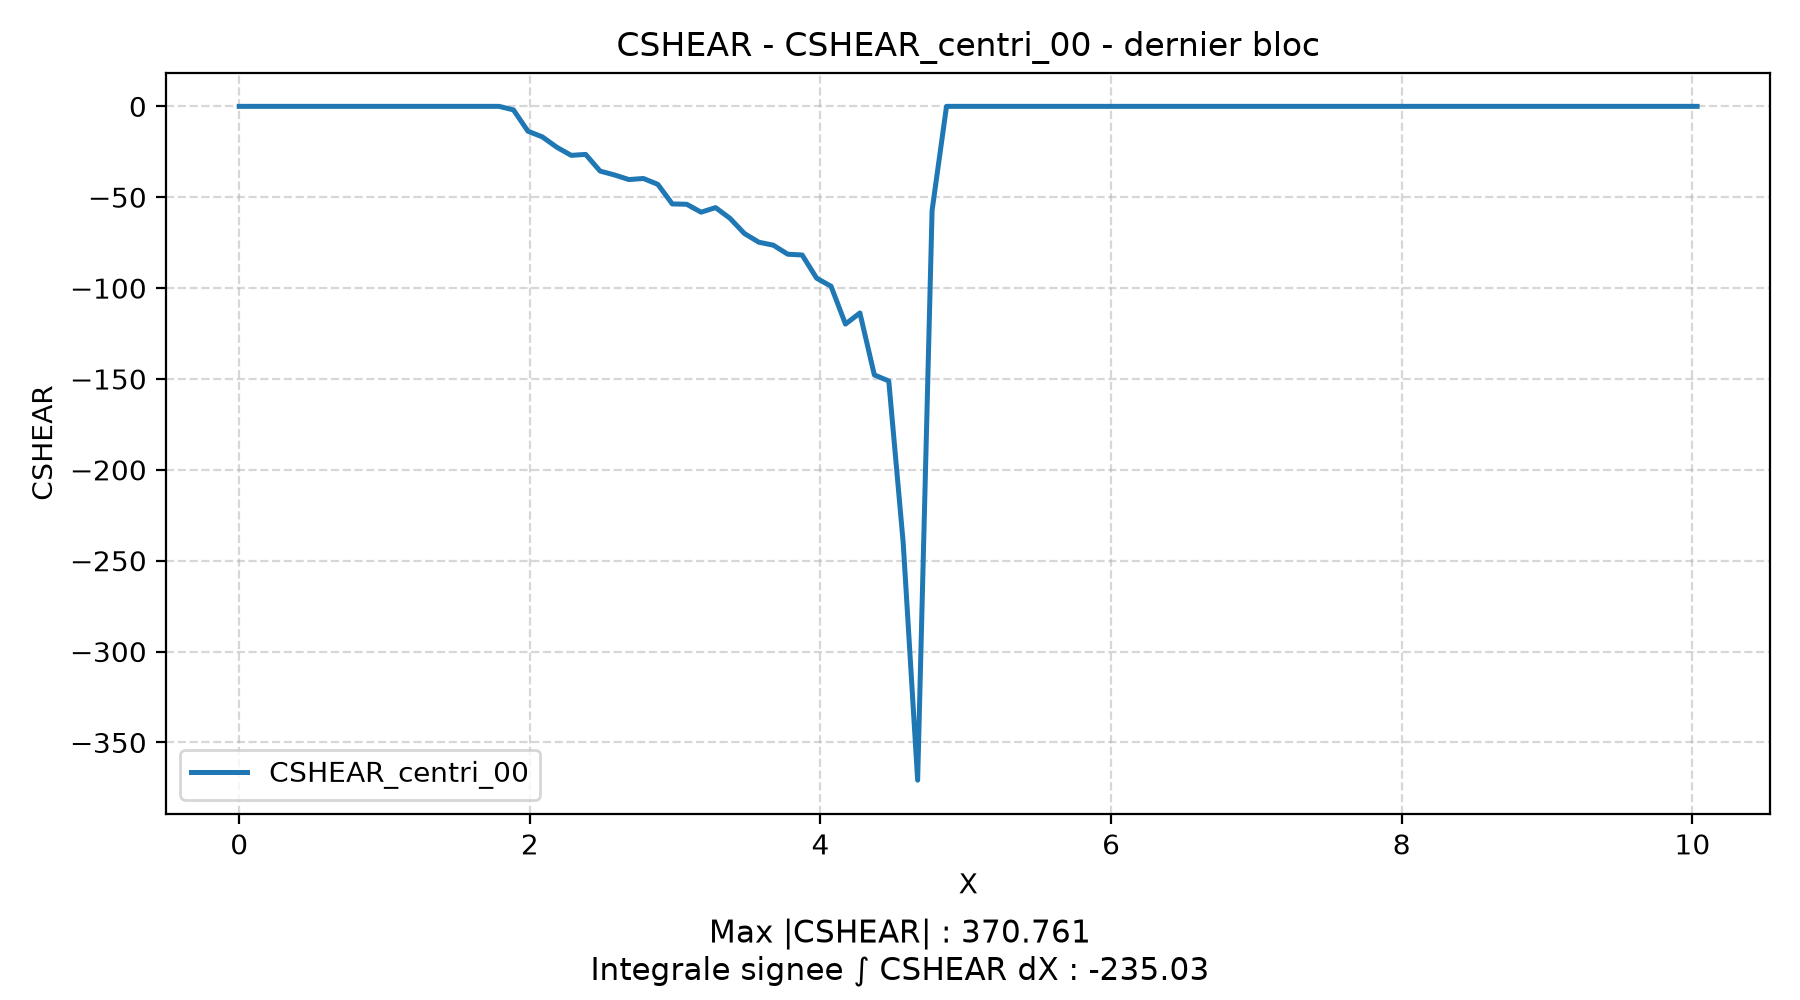 CSHEAR - CSHEAR_centri_00 - dernier bloc
0
−50
−100
−150
−200
−250
−300
−350
CSHEAR
CSHEAR_centri_00
0 2 4 6 8 10
X
Max |CSHEAR| : 370.761
Integrale signee ∫ CSHEAR dX : -235.03